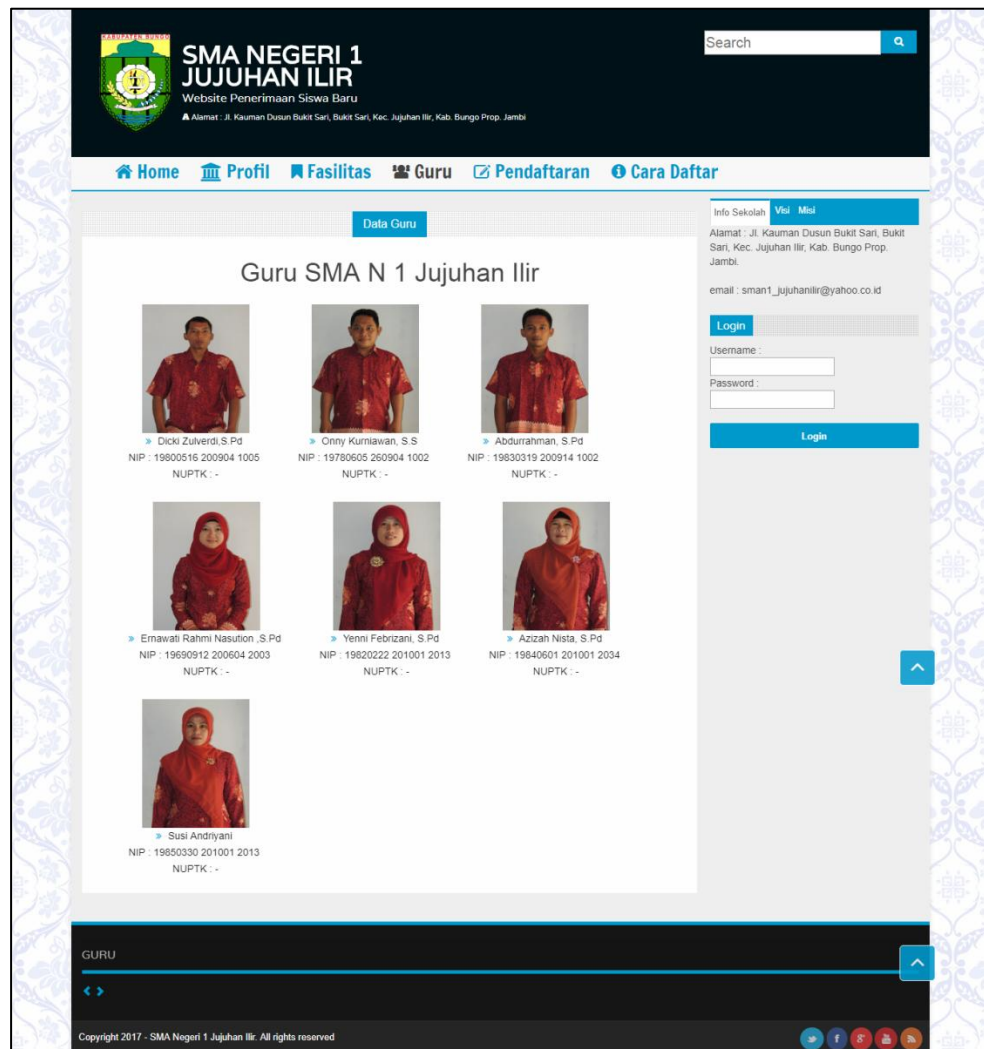 KABUPATEN BUNGO
SMA NEGERI 1
JUJUHAN ILIR
Website Penerimaan Siswa Baru
Alamat : Jl. Kauman Dusun Bukit Sari, Bukit Sari, Kec. Jujuhan Ilir, Kab. Bungo Prop. Jambi
Search
Home Profil Fasilitas Guru Pendaftaran Cara Daftar
Data Guru
Guru SMA N 1 Jujuhan Ilir
» Dicki Zulverdi,S.Pd
NIP : 19800516 200904 1005
NUPTK : -
» Onny Kurniawan, S.S
NIP : 19780605 260904 1002
NUPTK : -
» Abdurrahman, S.Pd
NIP : 19830319 200914 1002
NUPTK : -
» Ernawati Rahmi Nasution ,S.Pd
NIP : 19690912 200604 2003
NUPTK : -
» Yenni Febrizani, S.Pd
NIP : 19820222 201001 2013
NUPTK : -
» Azizah Nista, S.Pd
NIP : 19840601 201001 2034
NUPTK : -
» Susi Andriyani
NIP : 19850330 201001 2013
NUPTK : -
Info Sekolah Visi Misi
Alamat : Jl. Kauman Dusun Bukit Sari, Bukit
Sari, Kec. Jujuhan Ilir, Kab. Bungo Prop.
Jambi.
email : sman1_jujuhanilir@yahoo.co.id
Login
Username :
Password :
Login
GURU
Copyright 2017 - SMA Negeri 1 Jujuhan Ilir. All rights reserved